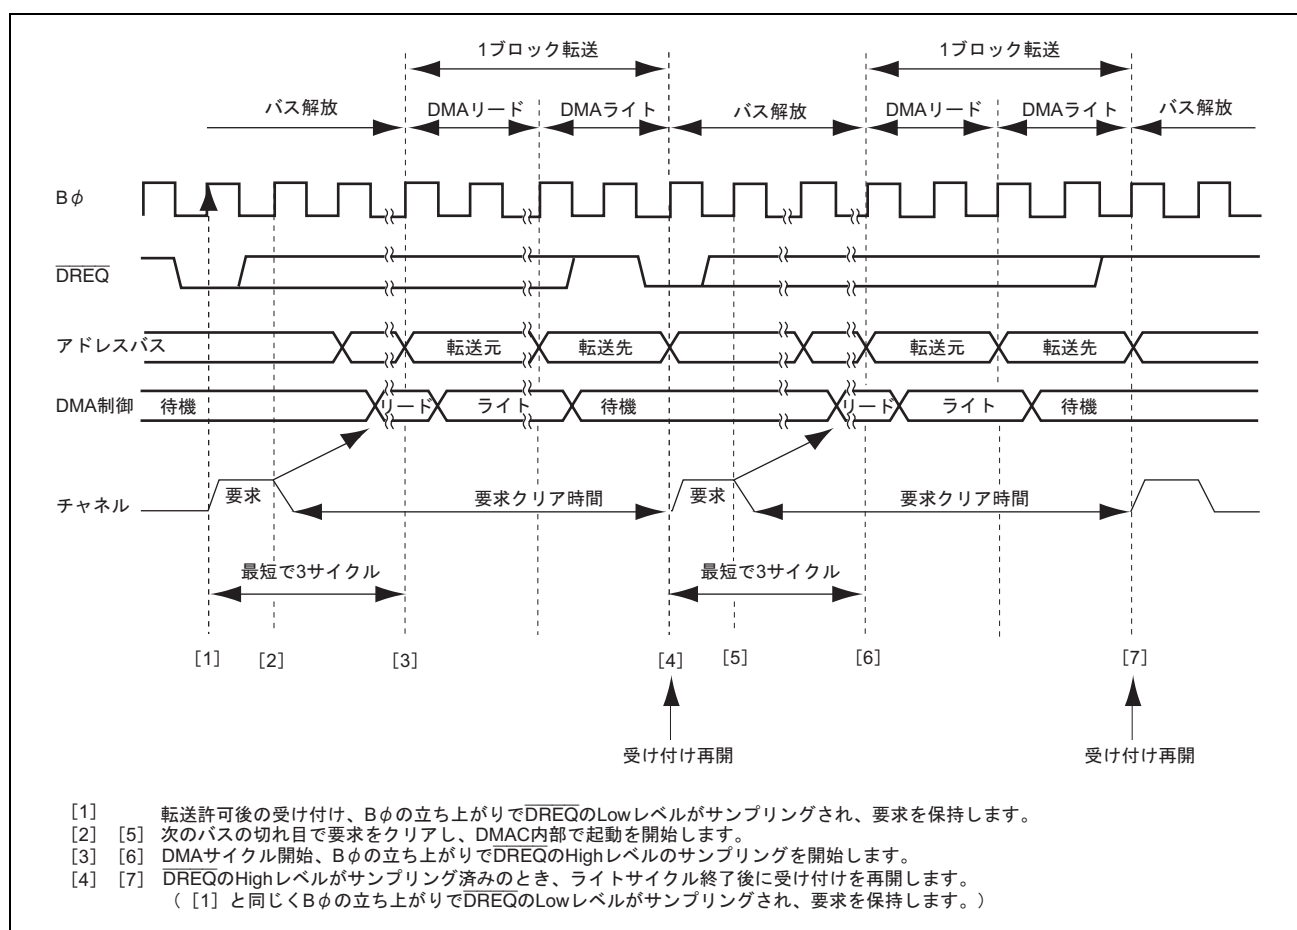 1ブロック転送 1ブロック転送
バス解放 DMAリード DMAライト バス解放 DMAリード DMAライト バス解放
Bφ
DREQ
アドレスバス 転送元 転送先 転送元 転送先
DMA制御 待機 リード ライト 待機 リード ライト 待機
チャネル 要求 要求クリア時間 要求 要求クリア時間
最短で3サイクル 最短で3サイクル
[1] [2] [3] [4] [5] [6] [7]
受け付け再開 受け付け再開
[1] 転送許可後の受け付け、Bφの立ち上がりでDREQのLowレベルがサンプリングされ、要求を保持します。
[2] [5] 次のバスの切れ目で要求をクリアし、DMAC内部で起動を開始します。
[3] [6] DMAサイクル開始、Bφの立ち上がりでDREQのHighレベルのサンプリングを開始します。
[4] [7] DREQのHighレベルがサンプリング済みのとき、ライトサイクル終了後に受け付けを再開します。
（[1]と同じくBφの立ち上がりでDREQのLowレベルがサンプリングされ、要求を保持します。）